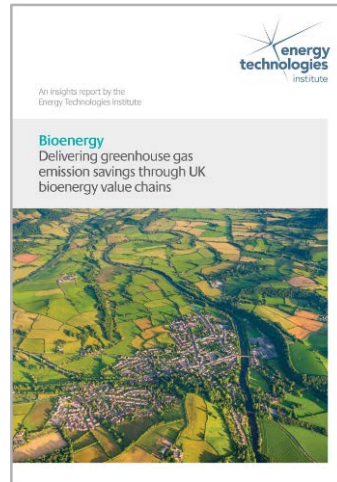 energy
technologies
institute
An insights report by the
Energy Technologies Institute
Bioenergy
Delivering greenhouse gas
emission savings through UK
bioenergy value chains